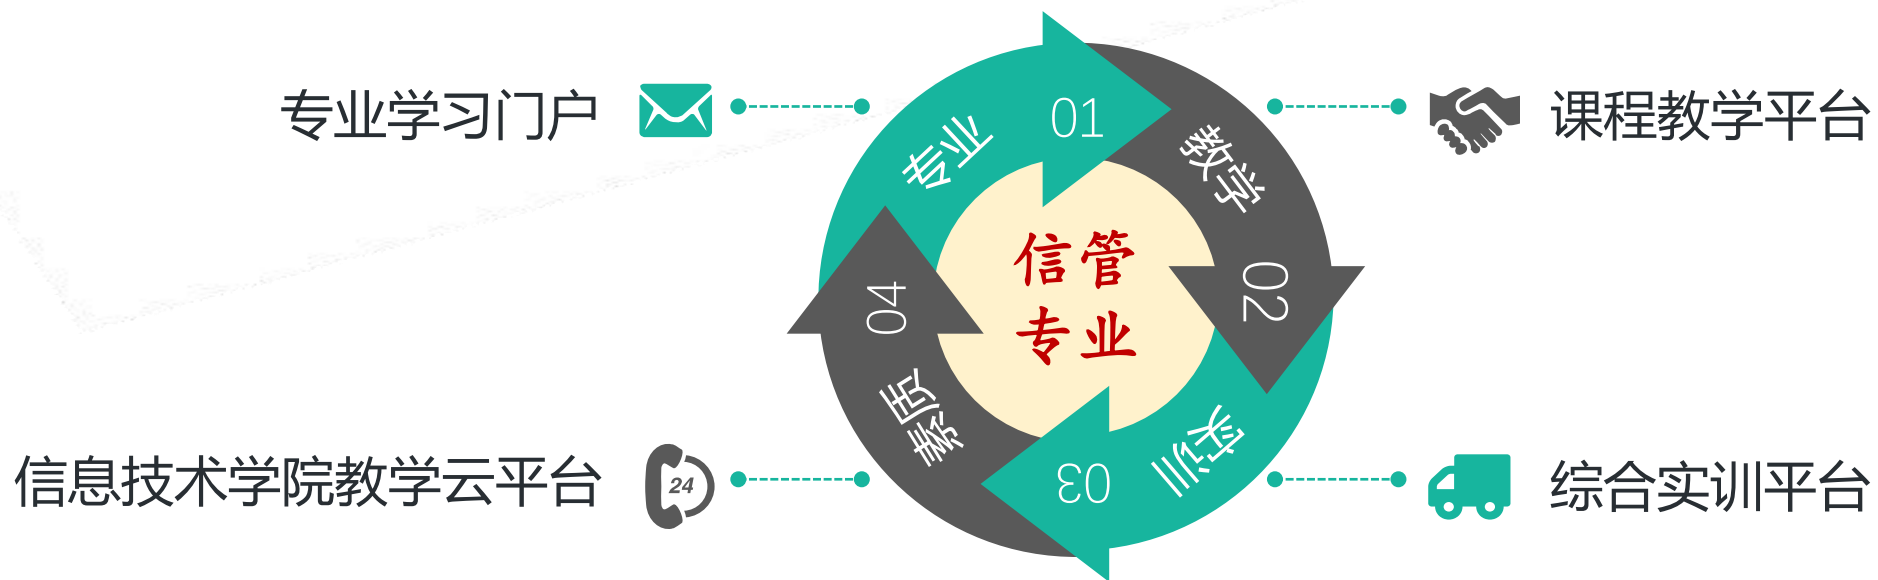 专业学习门户
01
专业
教学
课程教学平台
信管
专业
02
04
素质
实训
03
信息技术学院教学云平台
24
综合实训平台